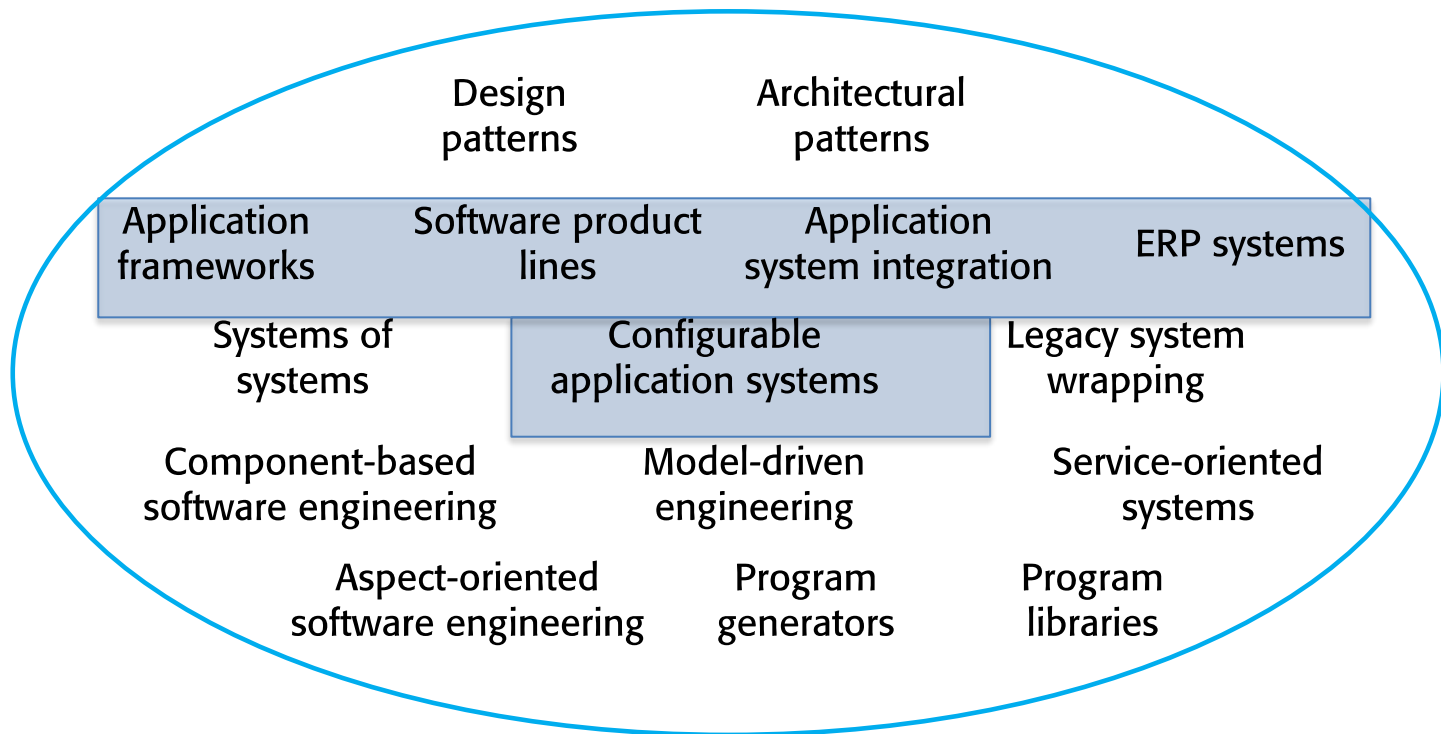 Design
patterns
Architectural
patterns
Application
frameworks
Software product
lines
Application
system integration
ERP systems
Systems of
systems
Configurable
application systems
Legacy system
wrapping
Component-based
software engineering
Model-driven
engineering
Service-oriented
systems
Aspect-oriented
software engineering
Program
generators
Program
libraries